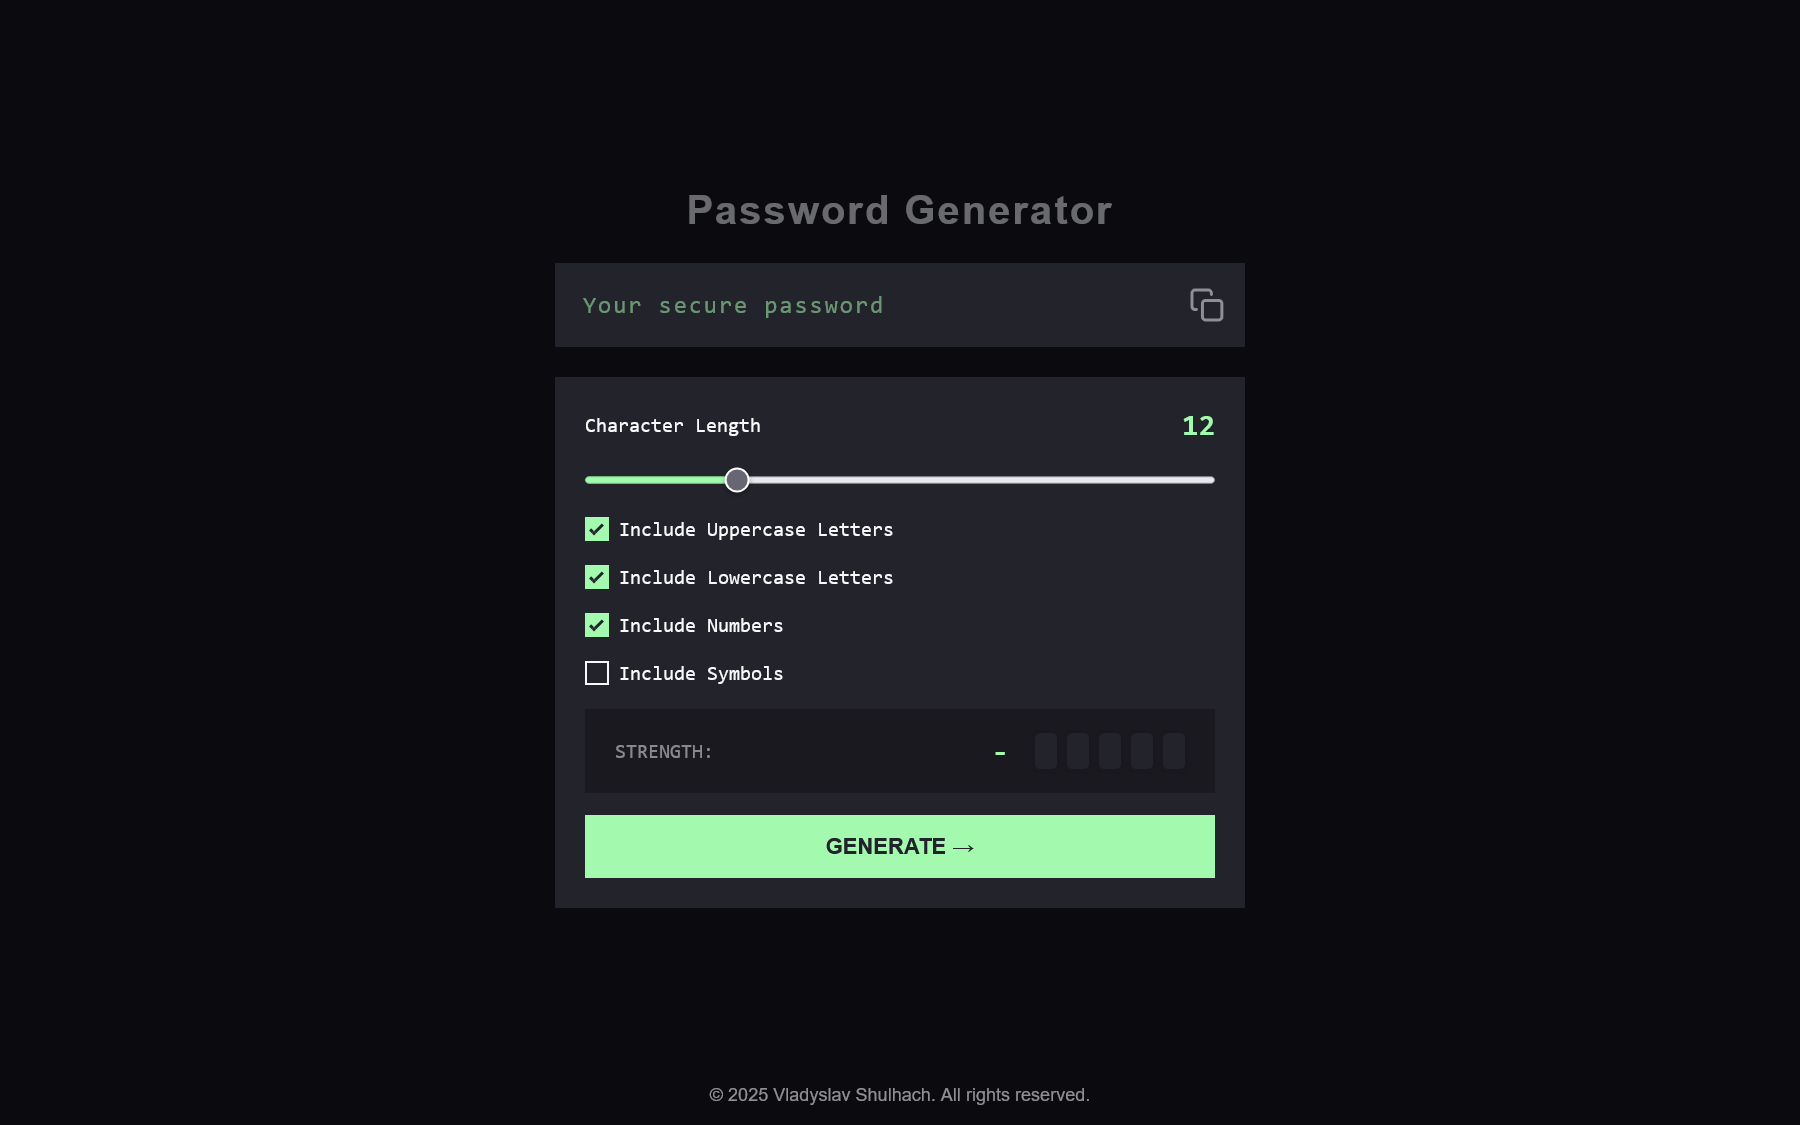 Password Generator
Your secure password
Character Length 12
Include Uppercase Letters
Include Lowercase Letters
Include Numbers
Include Symbols
STRENGTH: -
GENERATE →
© 2025 Vladyslav Shulhach. All rights reserved.